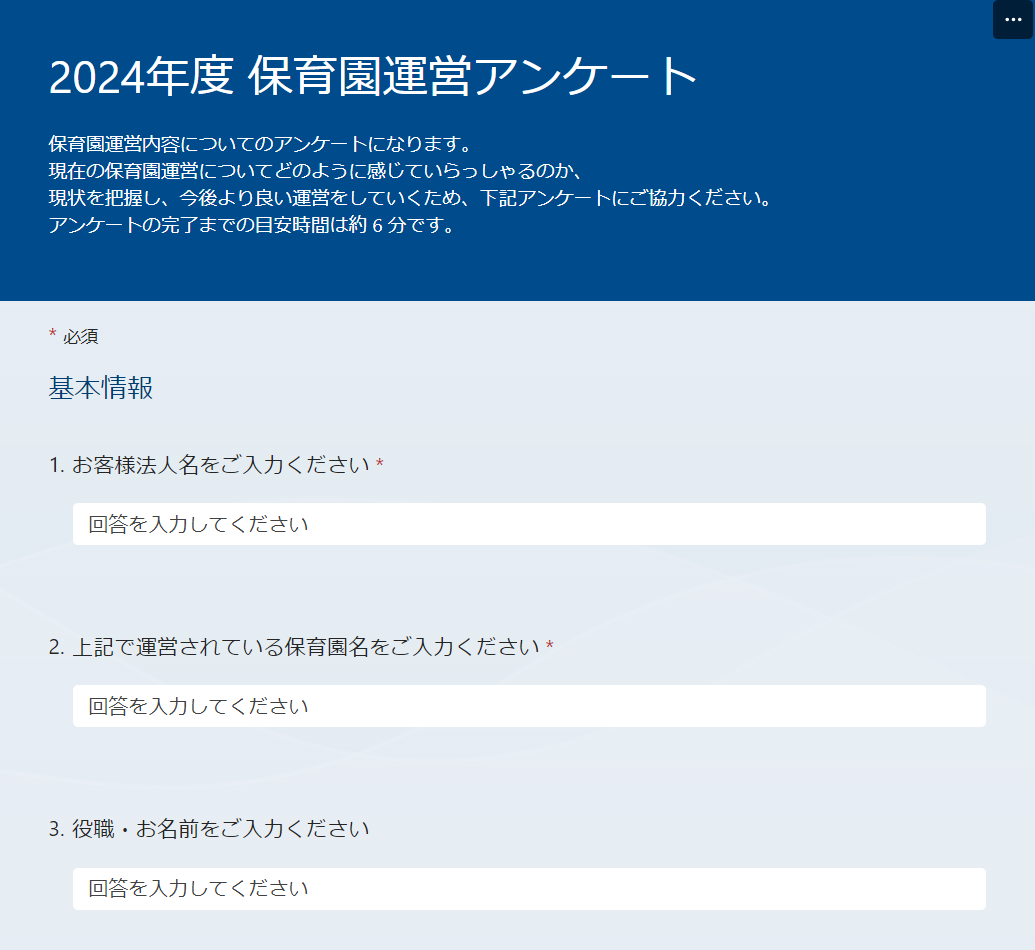 2024年度 保育園運営アンケート
保育園運営内容についてのアンケートになります。
現在の保育園運営についてどのように感じていらっしゃるのか、
現状を把握し、今後より良い運営をしていくため、下記アンケートにご協力ください。
アンケートの完了までの目安時間は約６分です。
* 必須
基本情報
1. お客様法人名をご入力ください *
回答を入力してください
2. 上記で運営されている保育園名をご入力ください *
回答を入力してください
3. 役職・お名前をご入力ください
回答を入力してください